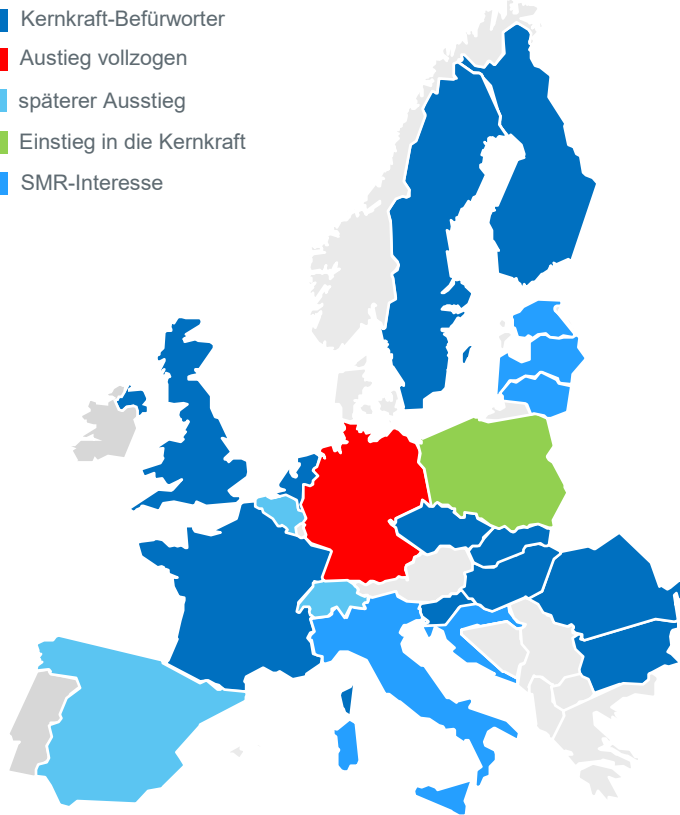 Kernkraft-Befürworter
Austieg vollzogen
späterer Ausstieg
Einstieg in die Kernkraft
SMR-Interesse